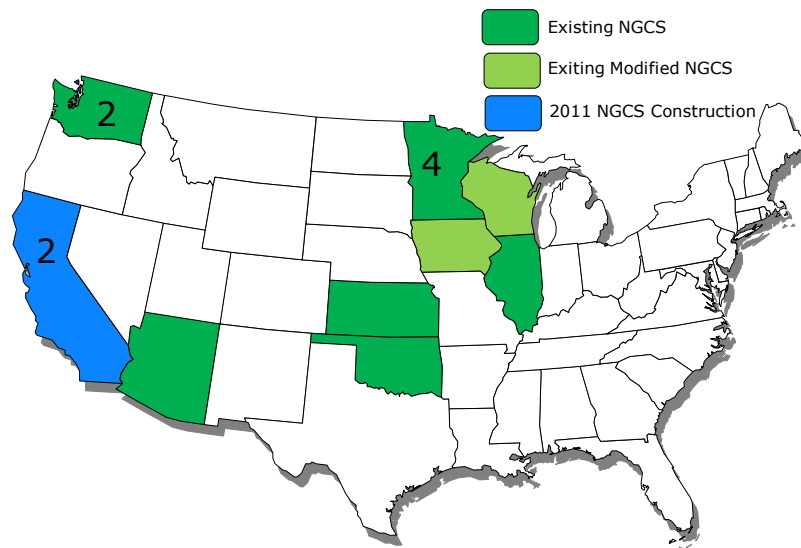 Existing NGCS
Exiting Modified NGCS
2011 NGCS Construction
2
4
2